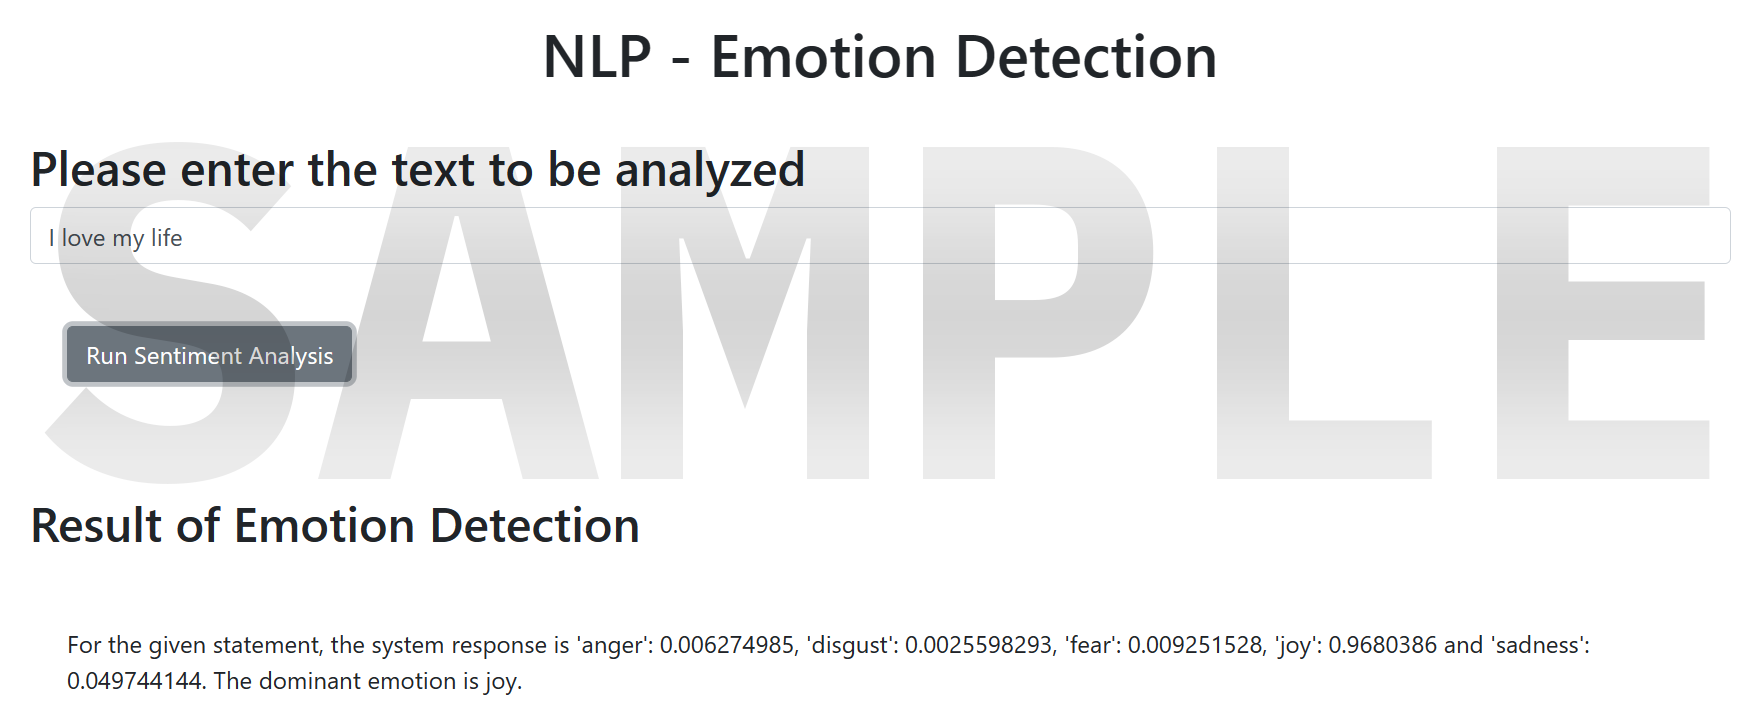 NLP - Emotion Detection
Please enter the text to be analyzed
I love my life
Run Sentiment Analysis
SAMPLE
Result of Emotion Detection
For the given statement, the system response is 'anger': 0.006274985, 'disgust': 0.0025598293, 'fear': 0.009251528, 'joy': 0.9680386 and 'sadness':
0.049744144. The dominant emotion is joy.